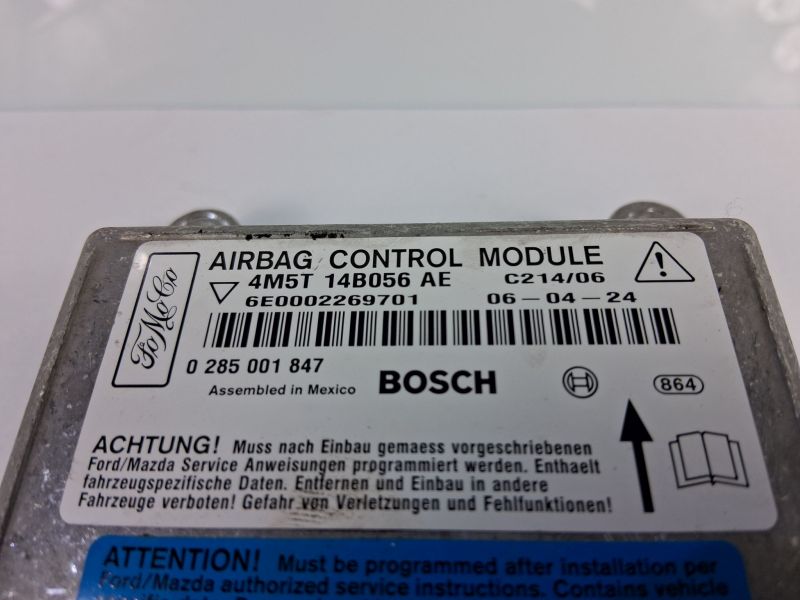 AIRBAG CONTROL MODULE
4M5T 14B056 AE C214/06
6E0002269701 06-04-24
FoMoCo
0 285 001 847
Assembled in Mexico BOSCH 864
ACHTUNG! Muss nach Einbau gemaess vorgeschriebenen
Ford/Mazda Service Anweisungen programmiert werden. Enthaelt
fahrzeugspezifische Daten. Entfernen und Einbau in andere
Fahrzeuge verboten! Gefahr von Verletzungen und Fehlfunktionen!
ATTENTION! Must be programmed after installation per
Ford/Mazda authorized service instructions. Contains vehicle